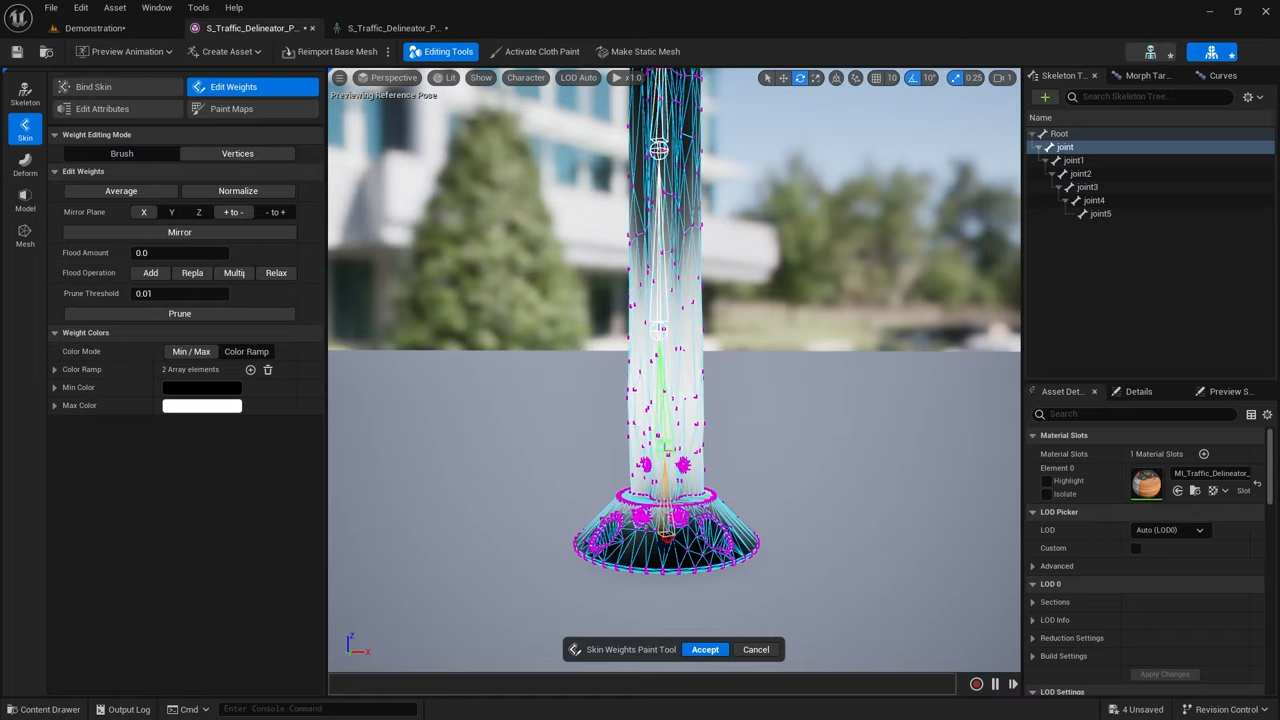 File Edit Asset Window Tools Help
Demonstration•
S_Traffic_Delineator_P...•
S_Traffic_Delineator_P...•
Preview Animation
Create Asset
Reimport Base Mesh
Editing Tools
Activate Cloth Paint
Make Static Mesh
Skeleton
Skin
Deform
Model
Mesh
Bind Skin
Edit Weights
Edit Attributes
Paint Maps
Weight Editing Mode
Brush
Vertices
Edit Weights
Average
Normalize
Mirror Plane X Y Z + to - - to +
Mirror
Flood Amount 0.0
Flood Operation Add Repla Multij Relax
Prune Threshold 0.01
Prune
Weight Colors
Color Mode Min / Max Color Ramp
Color Ramp 2 Array elements
Min Color
Max Color
Perspective Lit Show Character LOD Auto x1.0 10 10° 0.25 1
Previewing Reference Pose
Z
X
Skin Weights Paint Tool Accept Cancel
Skeleton T... Morph Tar... Curves
Search Skeleton Tree...
Name
Root
joint
joint1
joint2
joint3
joint4
joint5
Asset Det... Details Preview S...
Search
Material Slots
Material Slots 1 Material Slots
Element 0
Highlight
Isolate
MI_Traffic_Delineator_
Slot
LOD Picker
LOD Auto (LOD0)
Custom
Advanced
LOD 0
Sections
LOD Info
Reduction Settings
Build Settings
Apply Changes
LOD Settings
Content Drawer Output Log Cmd Enter Console Command 4 Unsaved Revision Control